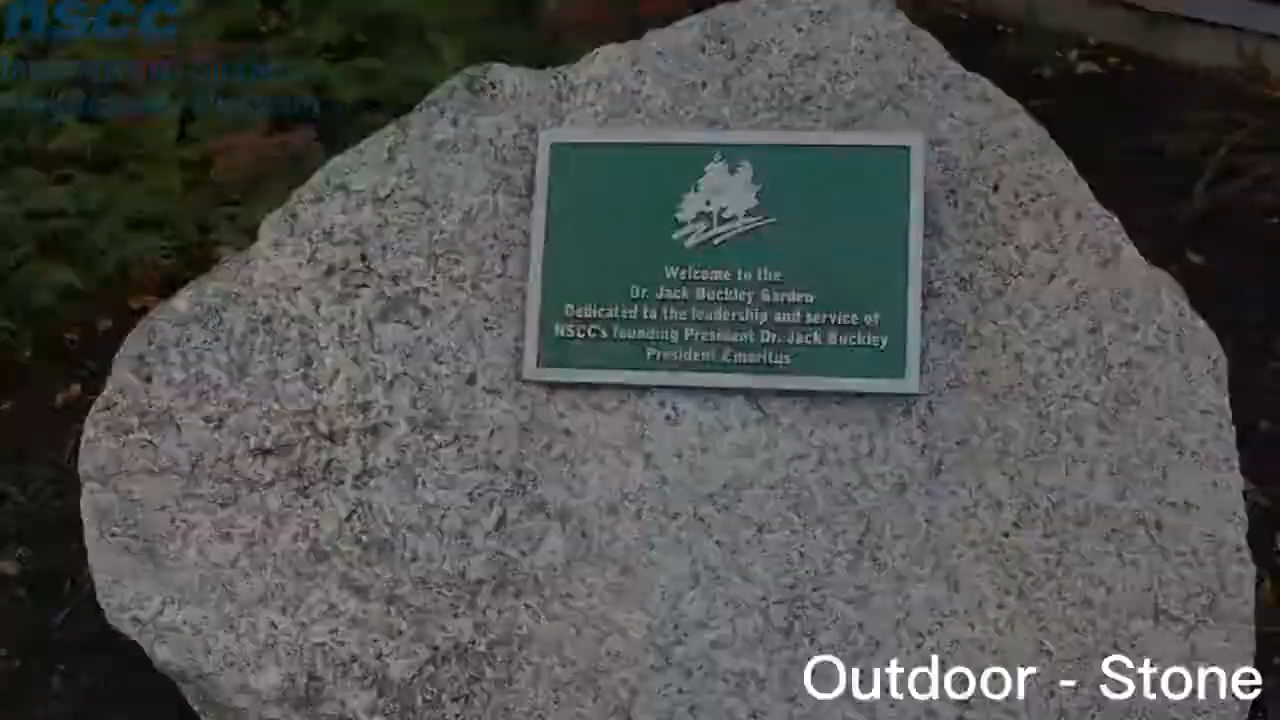 nscc
Welcome to the
Dr. Jack Buckley Garden
Dedicated to the leadership and service of
NSCC's founding President Dr. Jack Buckley
President Emeritus
Outdoor - Stone